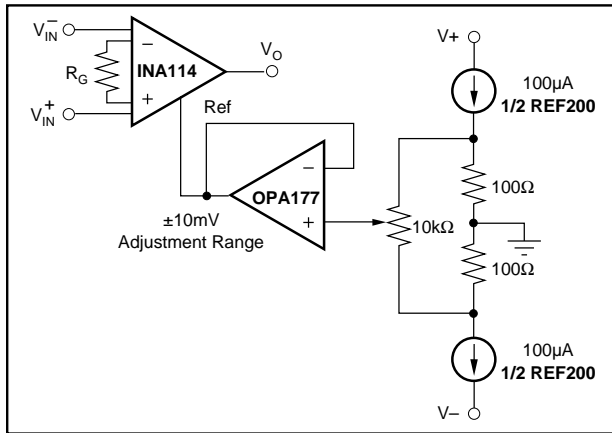 V−IN
INA114
−
RG
+
V+IN
VO
Ref
−
OPA177
+
±10mV
Adjustment Range
V+
100µA
1/2 REF200
100Ω
10kΩ
100Ω
100µA
1/2 REF200
V−